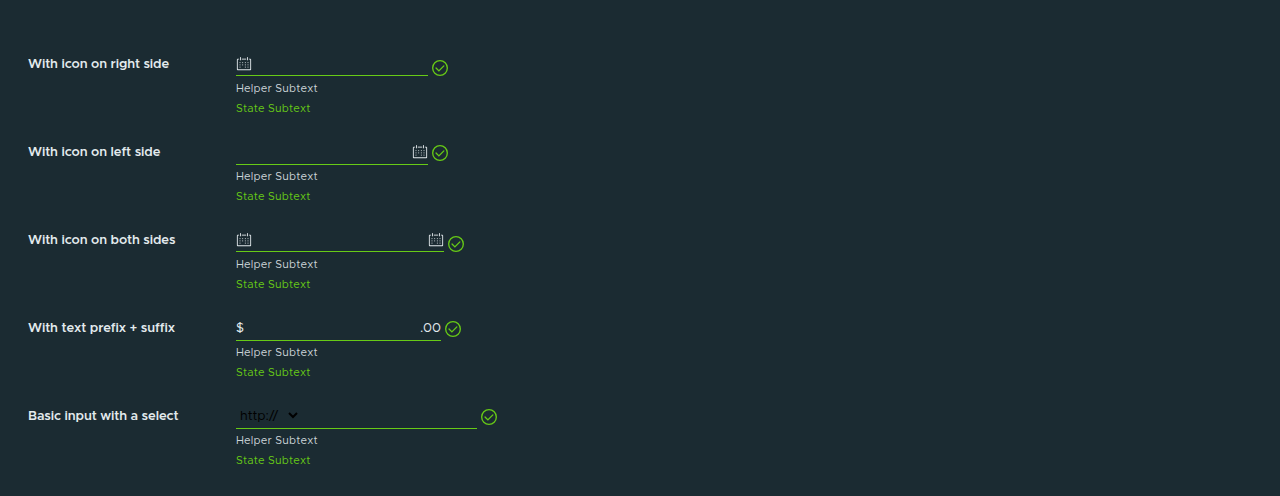 With icon on right side
Helper Subtext
State Subtext
With icon on left side
Helper Subtext
State Subtext
With icon on both sides
Helper Subtext
State Subtext
With text prefix + suffix $ .00
Helper Subtext
State Subtext
Basic input with a select http://
Helper Subtext
State Subtext